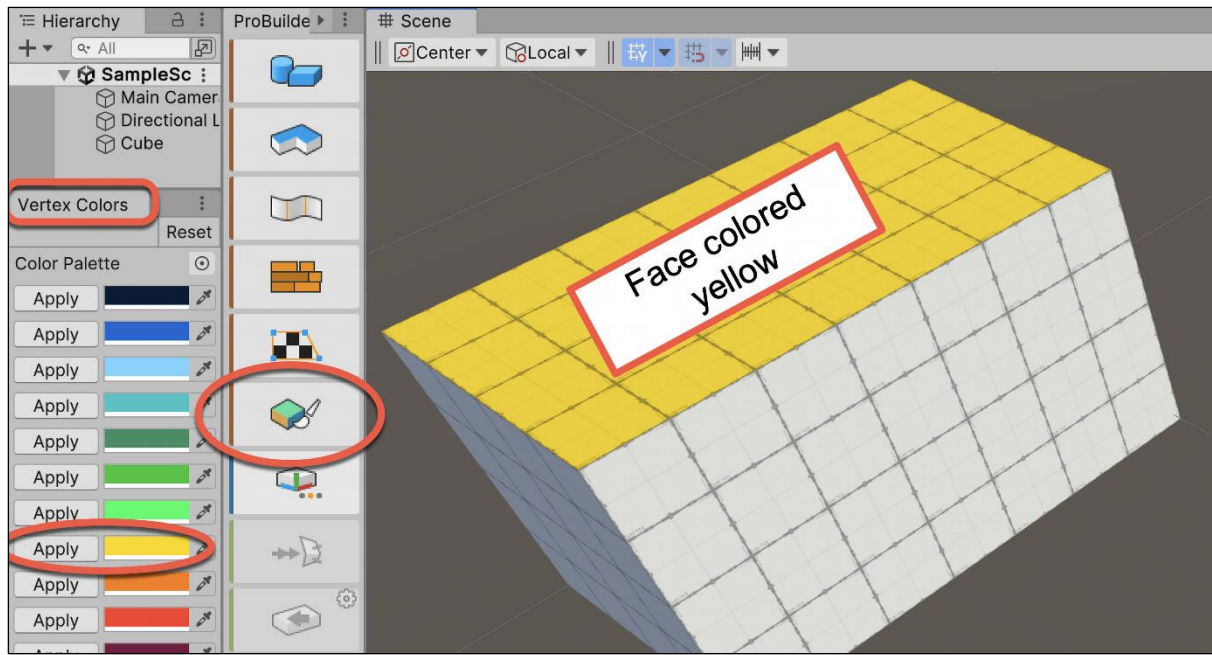 Hierarchy
ProBuilde
Scene
All
Center
Local
SampleSc
Main Camer
Directional L
Cube
Vertex Colors
Reset
Color Palette
Apply
Apply
Apply
Apply
Apply
Apply
Apply
Apply
Apply
Apply
Face colored
yellow